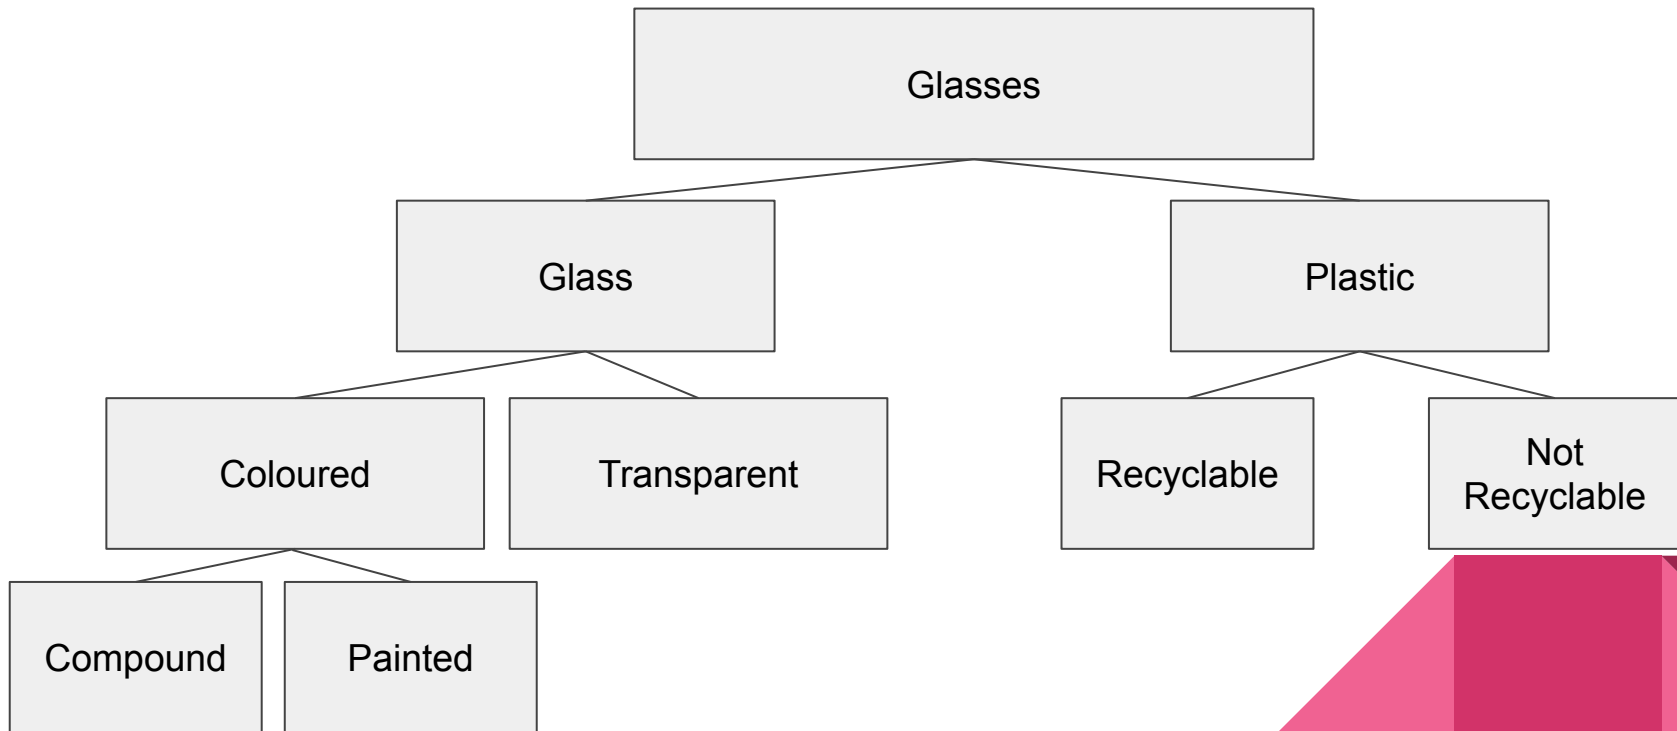 Glasses
Glass
Plastic
Coloured
Transparent
Recyclable
Not
Recyclable
Compound
Painted